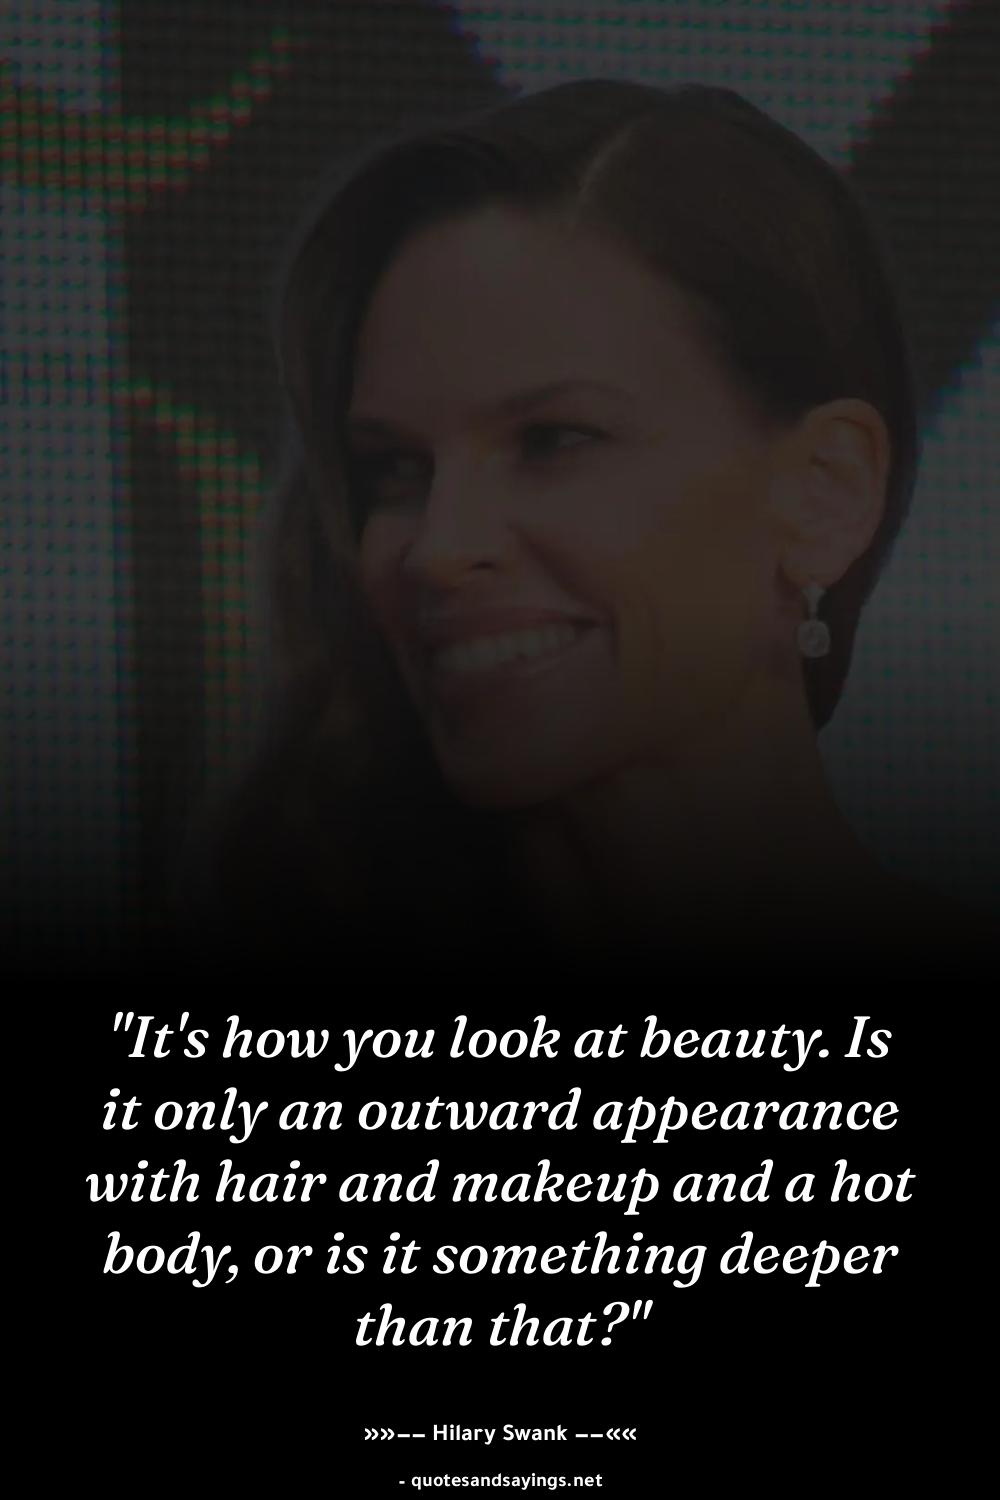 "It's how you look at beauty. Is
it only an outward appearance
with hair and makeup and a hot
body, or is it something deeper
than that?"
»»−− Hilary Swank −−««
- quotesandsayings.net